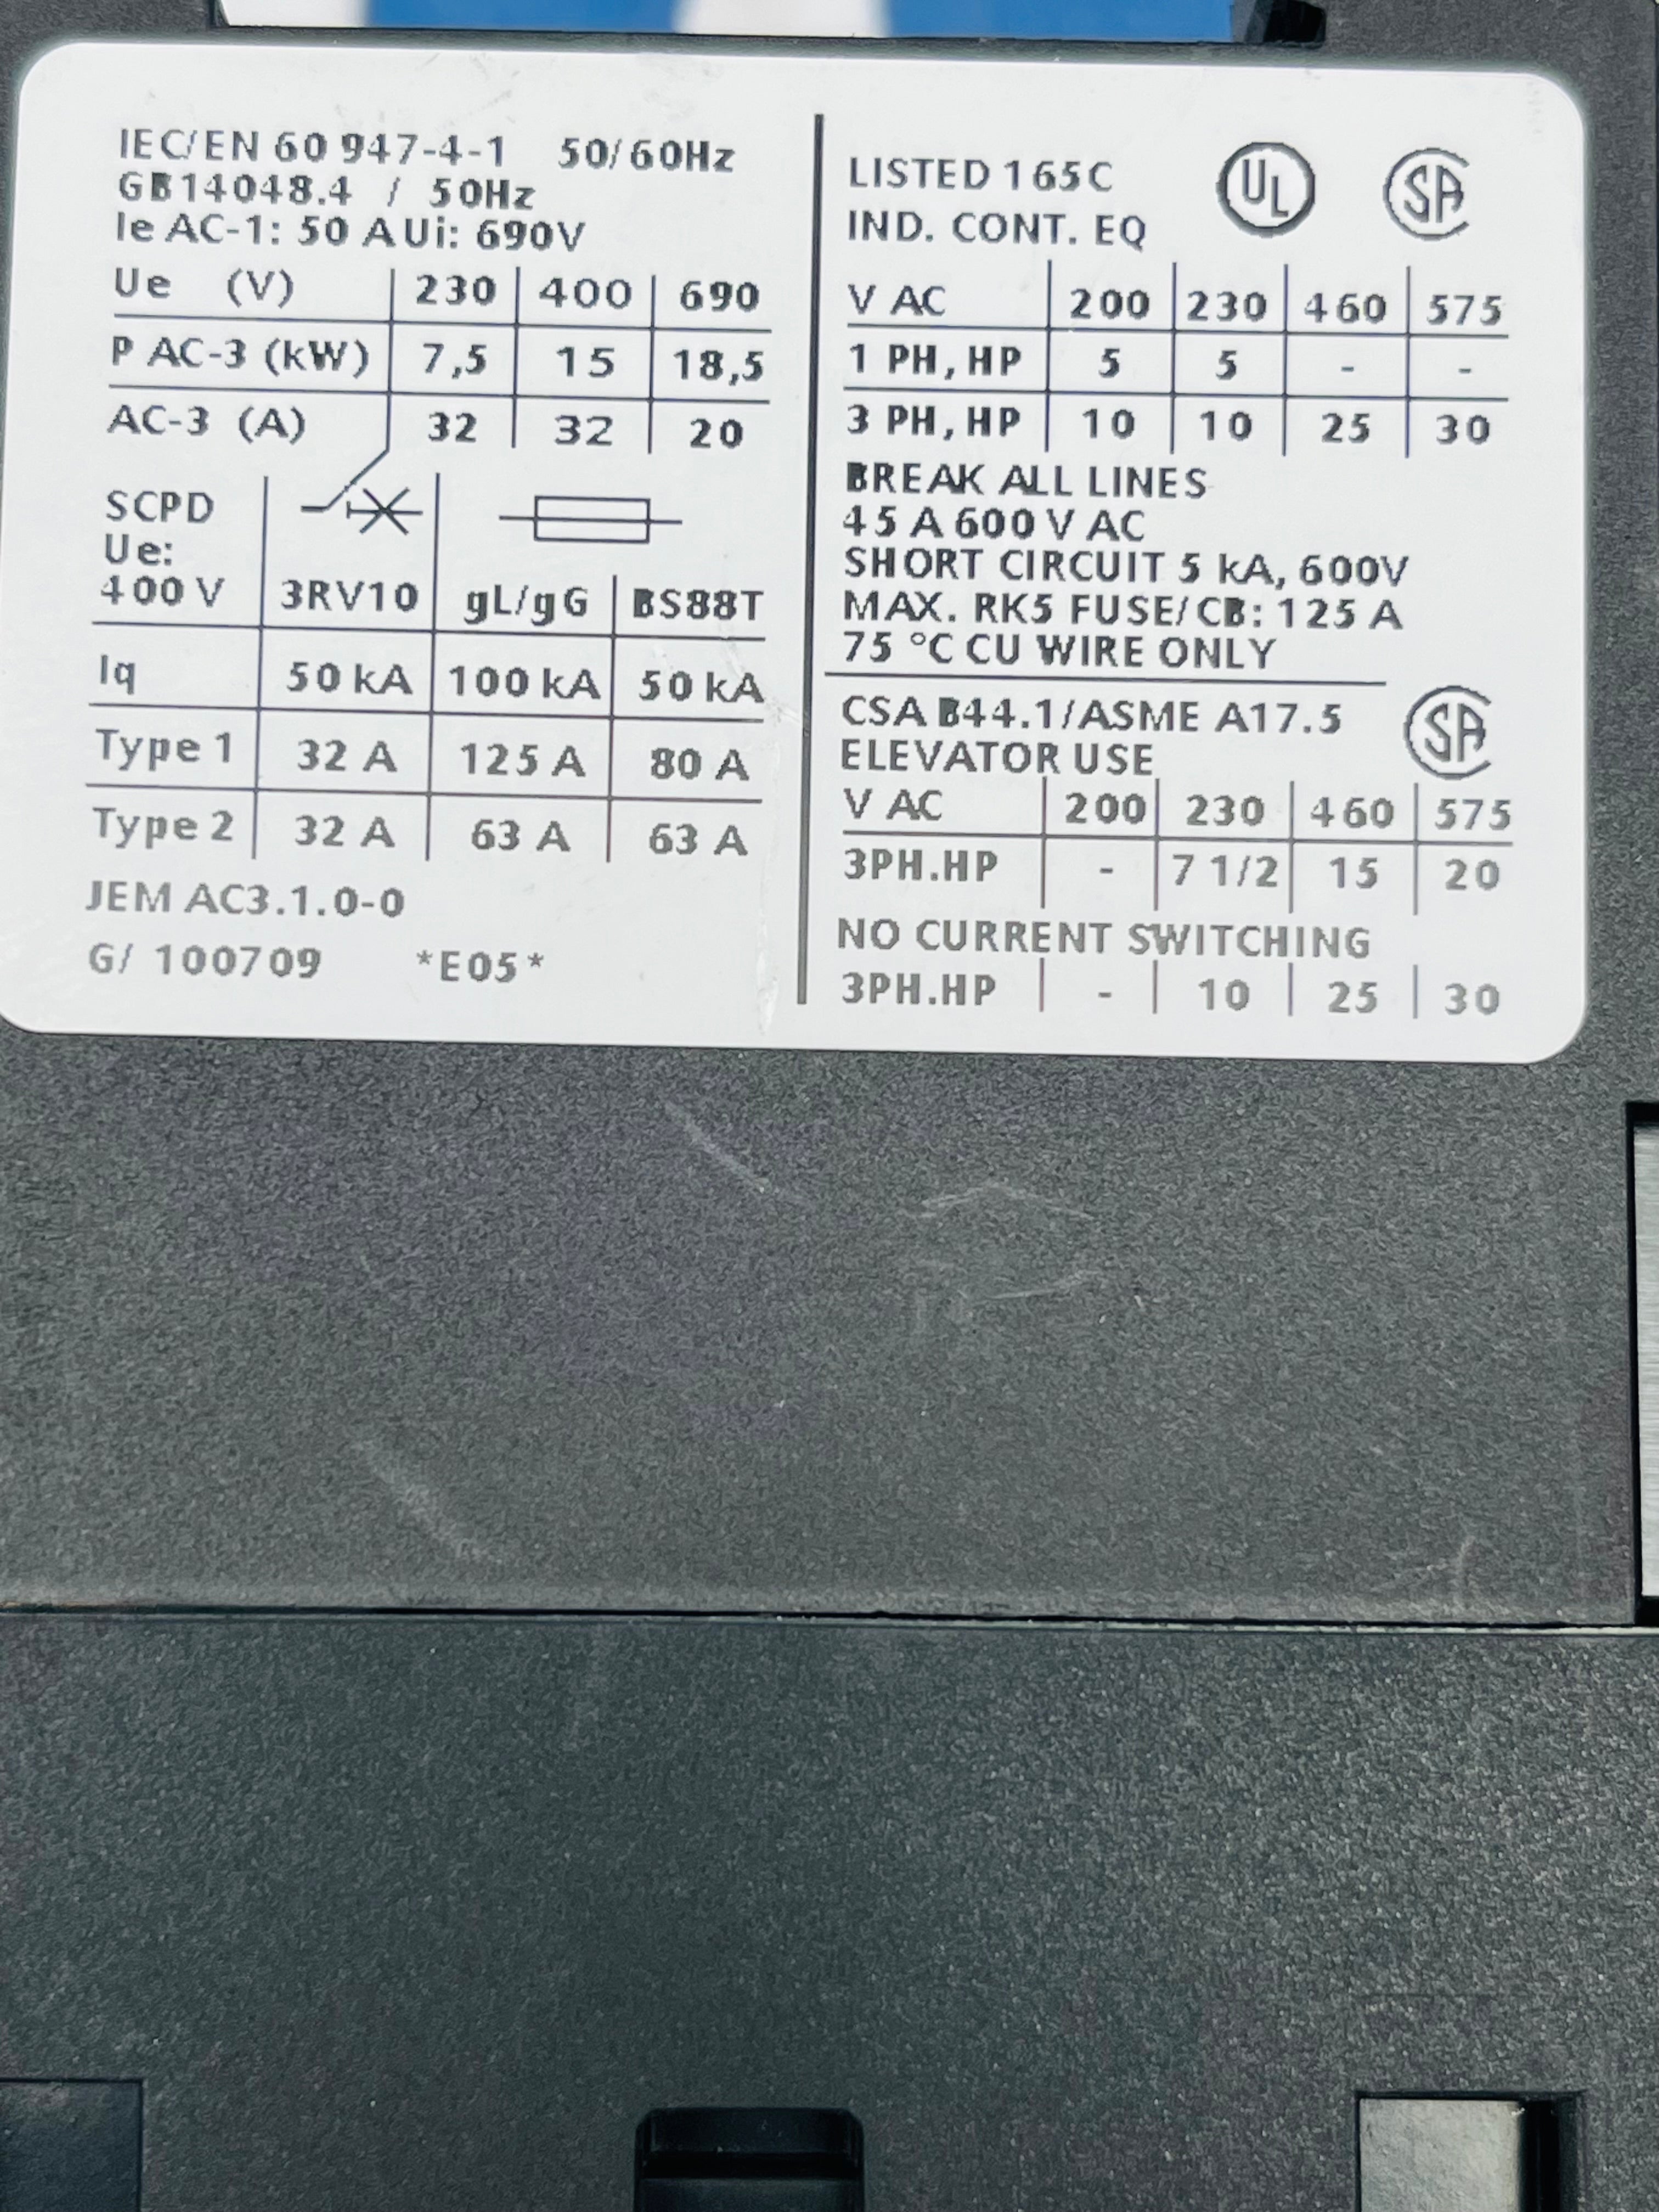 IEC/EN 60 947-4-1 50/60Hz
GB14048.4 / 50Hz
Ie AC-1: 50 A Ui: 690V
Ue (V) 230 400 690
P AC-3 (kW) 7,5 15 18,5
AC-3 (A) 32 32 20
SCPD
Ue:
400 V 3RV10 gL/gG BS88T
Iq 50 kA 100 kA 50 kA
Type 1 32 A 125 A 80 A
Type 2 32 A 63 A 63 A
JEM AC3.1.0-0
G/ 100709 *E05*
LISTED 165C UL SA
IND. CONT. EQ
V AC 200 230 460 575
1 PH, HP 5 5 - -
3 PH, HP 10 10 25 30
BREAK ALL LINES
45 A 600 V AC
SHORT CIRCUIT 5 kA, 600V
MAX. RK5 FUSE/CB: 125 A
75 °C CU WIRE ONLY
CSA B44.1/ASME A17.5 SA
ELEVATOR USE
V AC 200 230 460 575
3PH.HP - 7 1/2 15 20
NO CURRENT SWITCHING
3PH.HP - 10 25 30